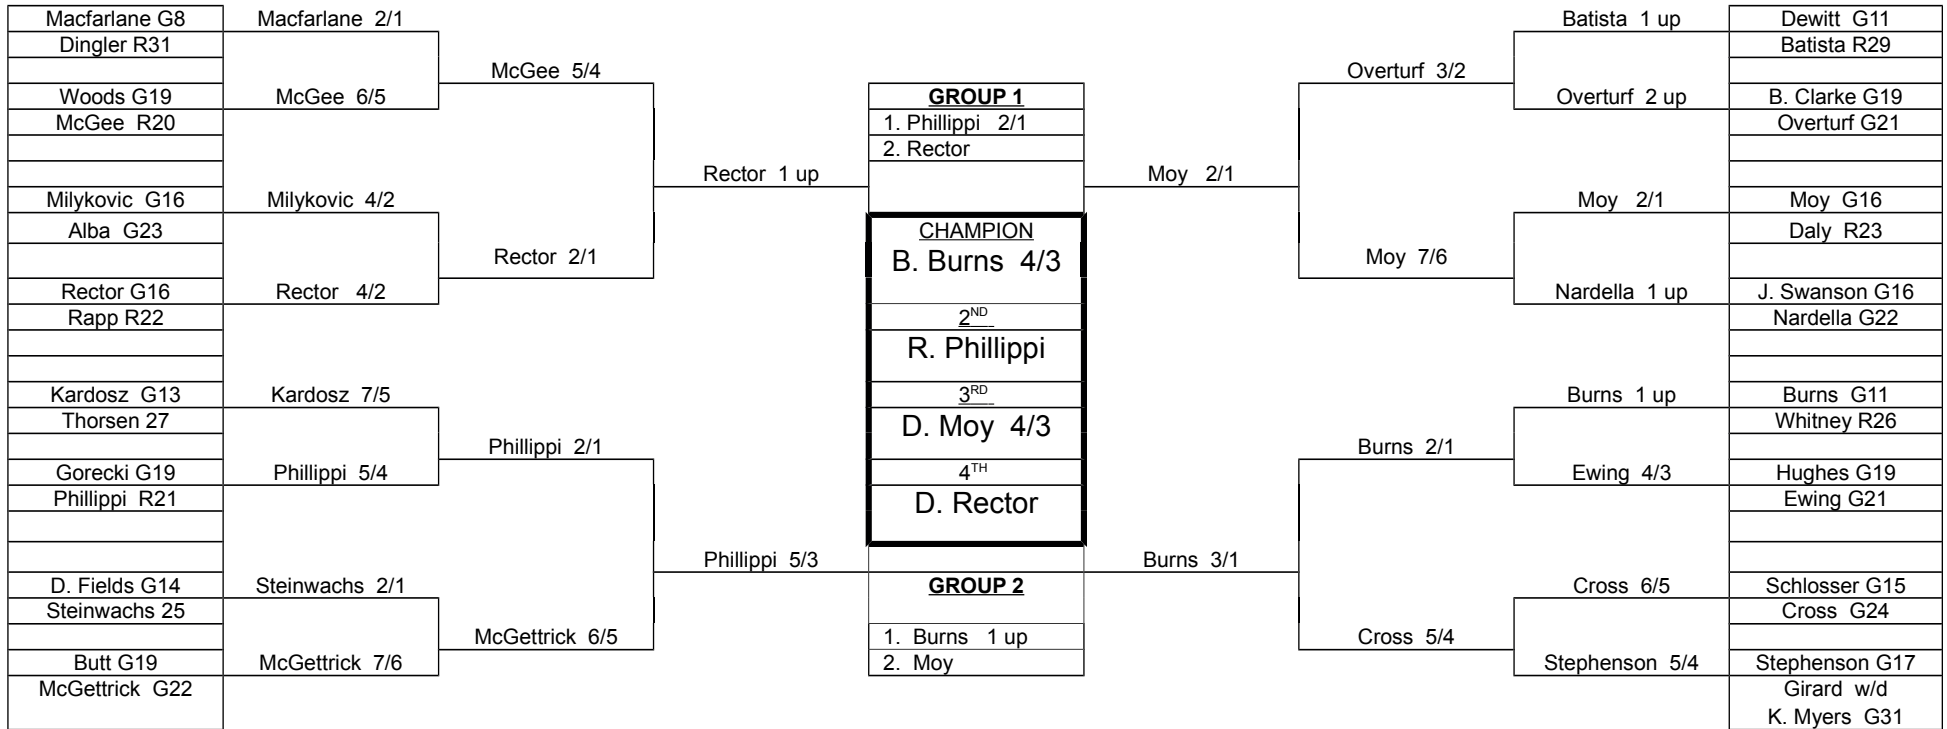 Macfarlane G8
Dingler R31
Woods G19
McGee R20
Milykovic G16
Alba G23
Rector G16
Rapp R22
Kardosz G13
Thorsen 27
Gorecki G19
Phillippi R21
D. Fields G14
Steinwachs 25
Butt G19
McGettrick G22
Macfarlane 2/1
McGee 6/5
Milykovic 4/2
Rector 4/2
Kardosz 7/5
Phillippi 5/4
Steinwachs 2/1
McGettrick 7/6
McGee 5/4
Rector 2/1
Phillippi 2/1
McGettrick 6/5
Rector 1 up
Phillippi 5/3
GROUP 1
1. Phillippi 2/1
2. Rector
CHAMPION
B. Burns 4/3
2ND
R. Phillippi
3RD
D. Moy 4/3
4TH
D. Rector
GROUP 2
1. Burns 1 up
2. Moy
Moy 2/1
Burns 3/1
Overturf 3/2
Moy 7/6
Burns 2/1
Cross 5/4
Batista 1 up
Overturf 2 up
Moy 2/1
Nardella 1 up
Burns 1 up
Ewing 4/3
Cross 6/5
Stephenson 5/4
Dewitt G11
Batista R29
B. Clarke G19
Overturf G21
Moy G16
Daly R23
J. Swanson G16
Nardella G22
Burns G11
Whitney R26
Hughes G19
Ewing G21
Schlosser G15
Cross G24
Stephenson G17
Girard w/d
K. Myers G31